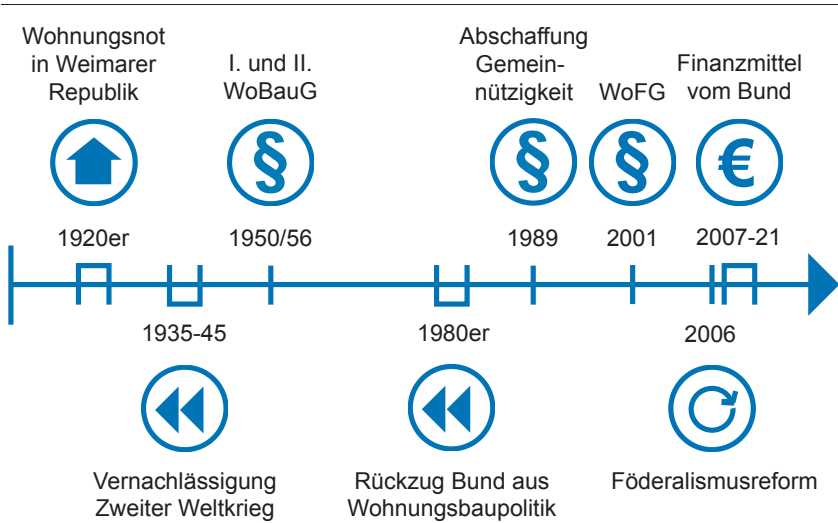 Wohnungsnot
in Weimarer
Republik
I. und II.
WoBauG
Abschaffung
Gemein-
nützigkeit
WoFG
Finanzmittel
vom Bund
§
§
§
€
1920er
1950/56
1989
2001
2007-21
1935-45
1980er
2006
Vernachlässigung
Zweiter Weltkrieg
Rückzug Bund aus
Wohnungsbaupolitik
Föderalismusreform